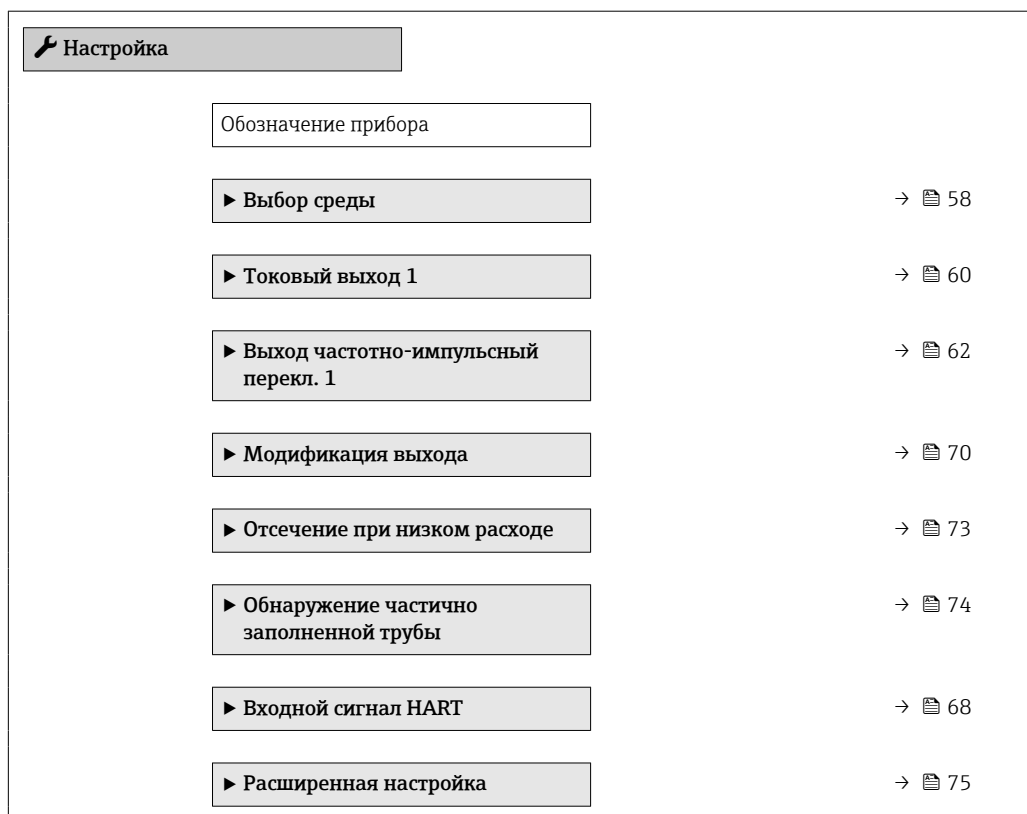 Настройка
Обозначение прибора
▶ Выбор среды → 58
▶ Токовый выход 1 → 60
▶ Выход частотно-импульсный → 62
перекл. 1
▶ Модификация выхода → 70
▶ Отсечение при низком расходе → 73
▶ Обнаружение частично → 74
заполненной трубы
▶ Входной сигнал HART → 68
▶ Расширенная настройка → 75